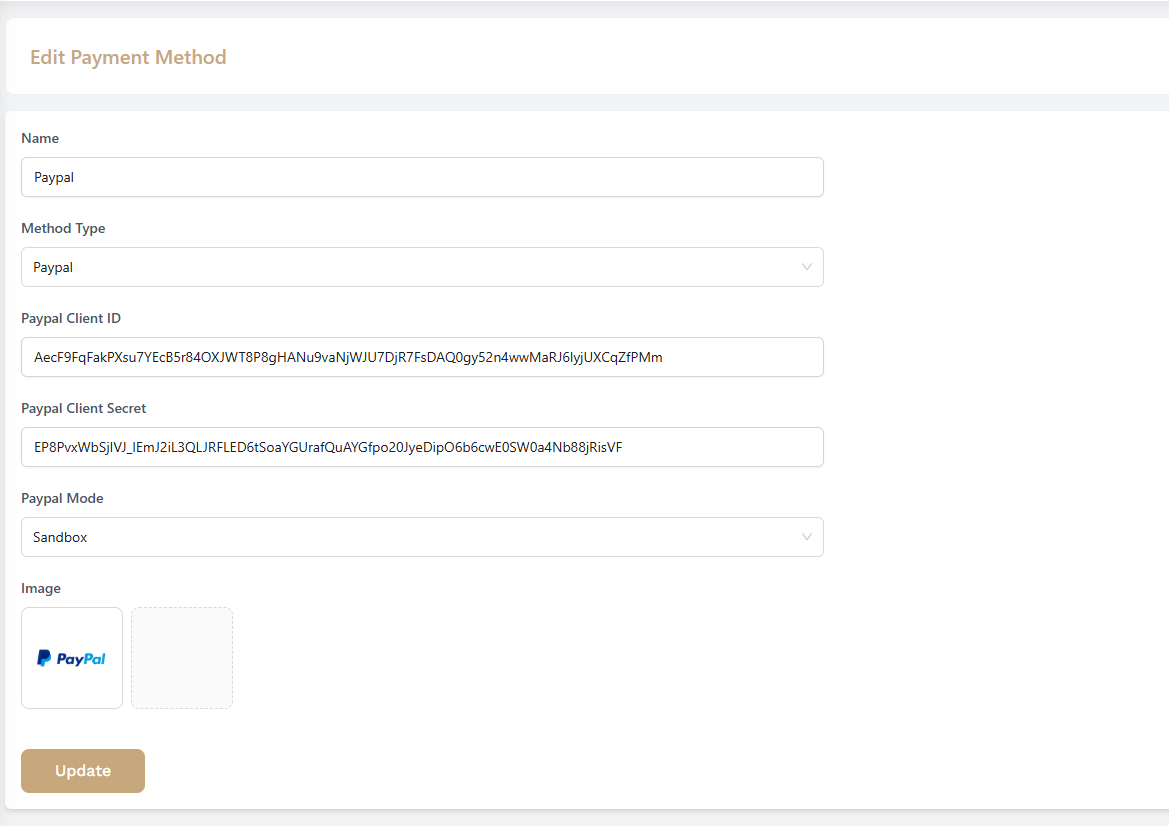 Edit Payment Method
Name
Paypal
Method Type
Paypal
Paypal Client ID
AecF9FqFakPXsu7YEcB5r84OXJWT8P8gHANu9vaNjWJU7DjR7FsDAQ0gy52n4wwMaRJ6lyjUXCqZfPMm
Paypal Client Secret
EP8PvxWbSjlVJ_lEmJ2iL3QLJRFLED6tSoaYGUrafQuAYGfpo20JyeDipO6b6cwE0SW0a4Nb88jRisVF
Paypal Mode
Sandbox
Image
PayPal
Update